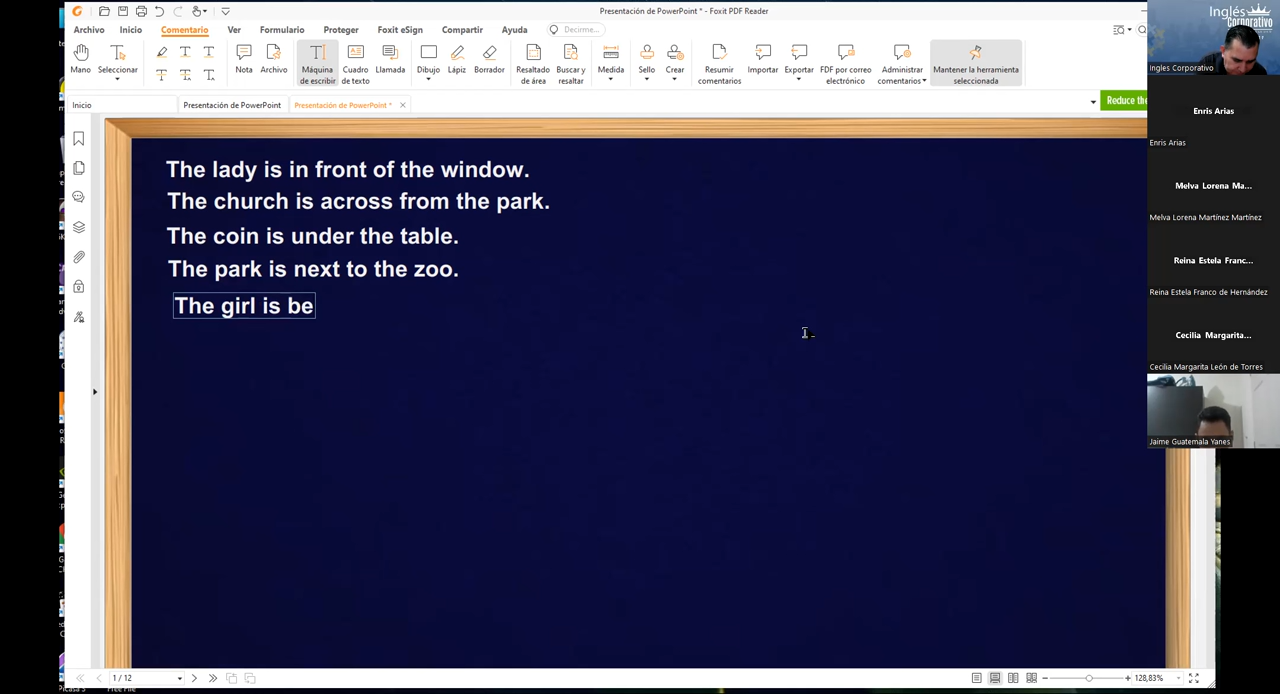 Presentación de PowerPoint * - Foxit PDF Reader
Archivo Inicio Comentario Ver Formulario Proteger Foxit eSign Compartir Ayuda Decirme...
Mano Seleccionar Nota Archivo Máquina de escribir Cuadro de texto Llamada Dibujo Lápiz Borrador Resaltado de área Buscar y resaltar Medida Sello Crear Resumir comentarios Importar Exportar FDF por correo electrónico Administrar comentarios Mantener la herramienta seleccionada
Inicio Presentación de PowerPoint Presentación de PowerPoint * Reduce the
The lady is in front of the window.
The church is across from the park.
The coin is under the table.
The park is next to the zoo.
The girl is be
1 / 12 128,83%
Inglés Corporativo
Ingles Corporativo
Enris Arias
Enris Arias
Melva Lorena Ma...
Melva Lorena Martínez Martínez
Reina Estela Franc...
Reina Estela Franco de Hernández
Cecilia Margarita...
Cecilia Margarita León de Torres
Jaime Guatemala Yanes
Free File